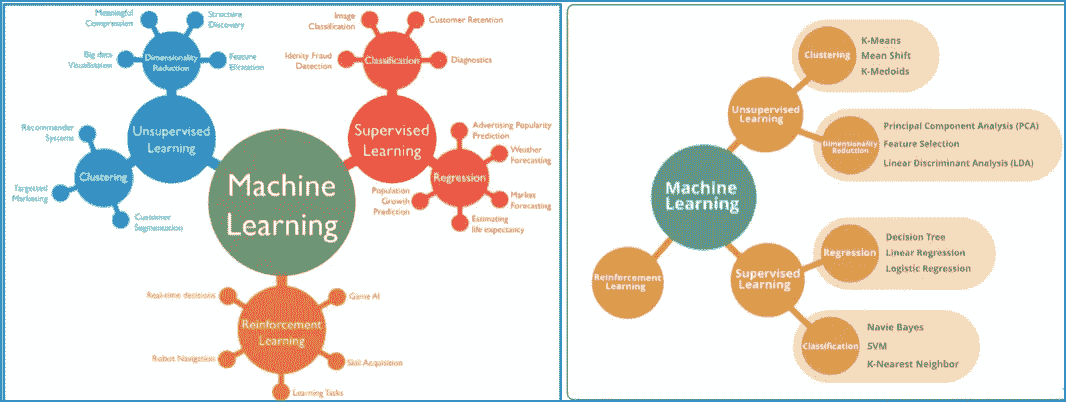 Meaningful
Compression
Structure
Discovery
Big data
Visualisation
Dimensionality
Reduction
Feature
Elicitation
Recommender
Systems
Unsupervised
Learning
Clustering
Targetted
Marketing
Customer
Segmentation
Image
Classification
Customer Retention
Identity Fraud
Detection
Classification
Diagnostics
Supervised
Learning
Advertising Popularity
Prediction
Weather
Forecasting
Regression
Population
Growth
Prediction
Market
Forecasting
Estimating
life expectancy
Machine
Learning
Real-time decisions
Game AI
Reinforcement
Learning
Robot Navigation
Skill Acquisition
Learning Tasks
Clustering
K-Means
Mean Shift
K-Medoids
Unsupervised
Learning
Dimensionality
Reduction
Principal Component Analysis (PCA)
Feature Selection
Linear Discriminant Analysis (LDA)
Machine
Learning
Reinforcement
Learning
Supervised
Learning
Regression
Decision Tree
Linear Regression
Logistic Regression
Classification
Navie Bayes
SVM
K-Nearest Neighbor